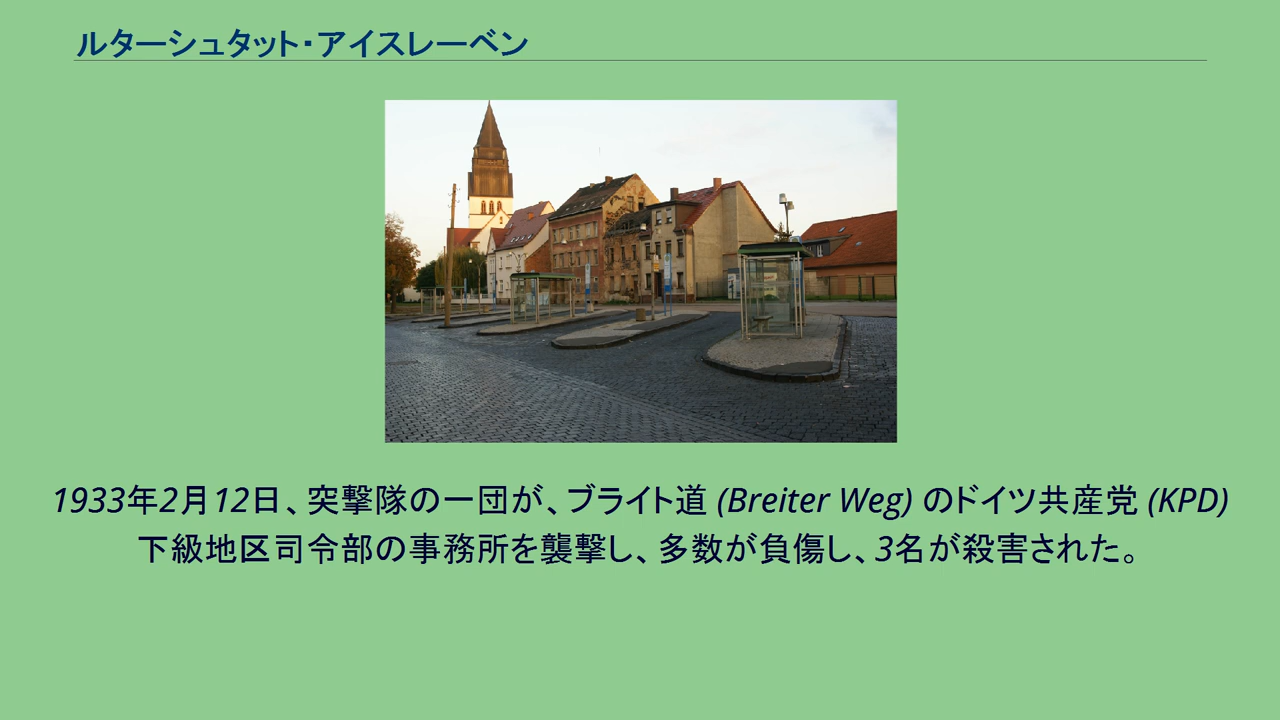 ルターシュタット・アイスレーベン
1933年2月12日、突撃隊の一団が、ブライト道 (Breiter Weg) のドイツ共産党 (KPD)
下級地区司令部の事務所を襲撃し、多数が負傷し、3名が殺害された。